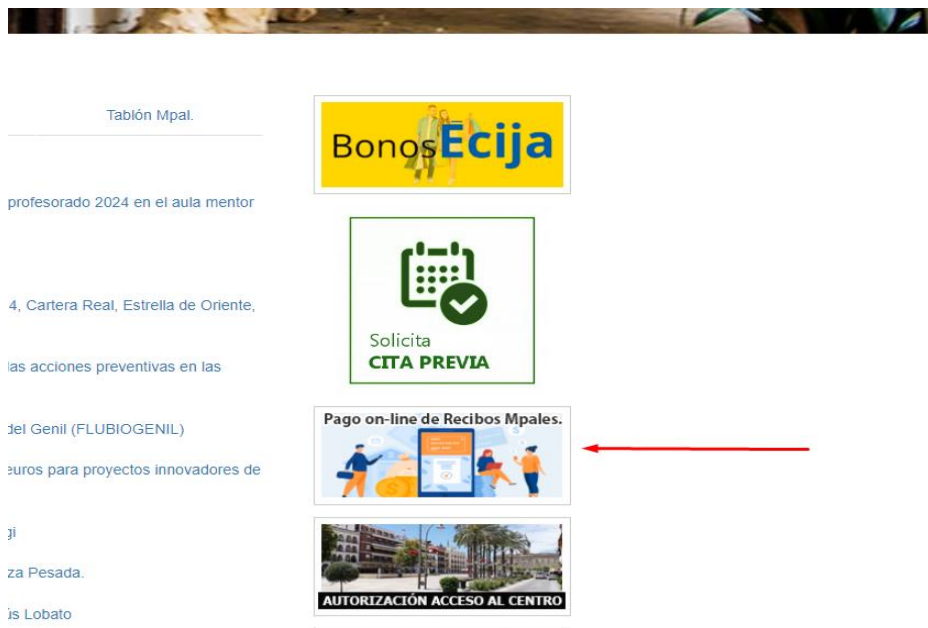 Tablón Mpal.
profesorado 2024 en el aula mentor
4, Cartera Real, Estrella de Oriente,
las acciones preventivas en las
del Genil (FLUBIOGENIL)
euros para proyectos innovadores de
gi
za Pesada.
ús Lobato
BonosEcija
Solicita
CITA PREVIA
Pago on-line de Recibos Mpales.
AUTORIZACIÓN ACCESO AL CENTRO